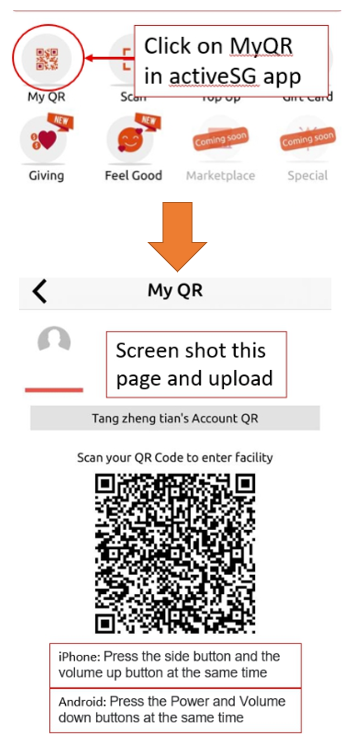 Click on MyQR
in activeSG app
My QR
Scan
Top Up
Gift Card
NEW
NEW
Coming soon
Coming soon
Giving
Feel Good
Marketplace
Special
My QR
Screen shot this
page and upload
Tang zheng tian's Account QR
Scan your QR Code to enter facility
iPhone: Press the side button and the
volume up button at the same time
Android: Press the Power and Volume
down buttons at the same time